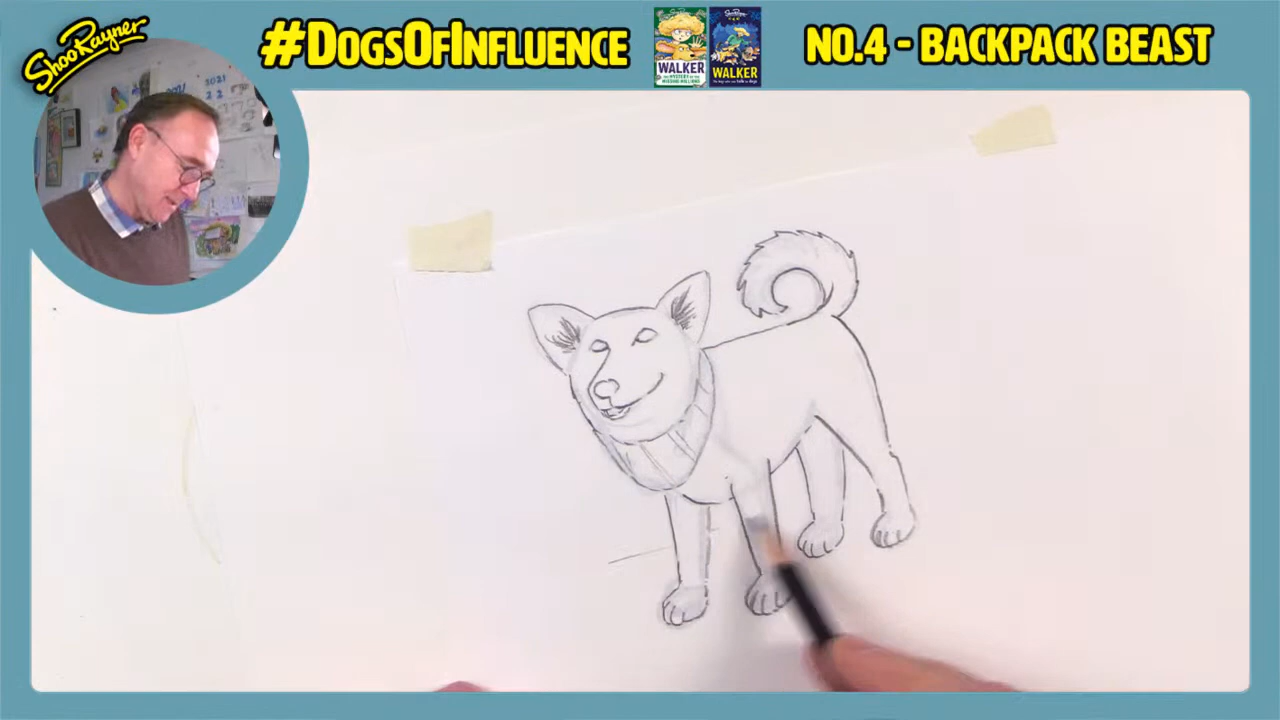 ShooRayner
#DogsOfInfluence
WALKER
WALKER
NO.4 - BACKPACK BEAST